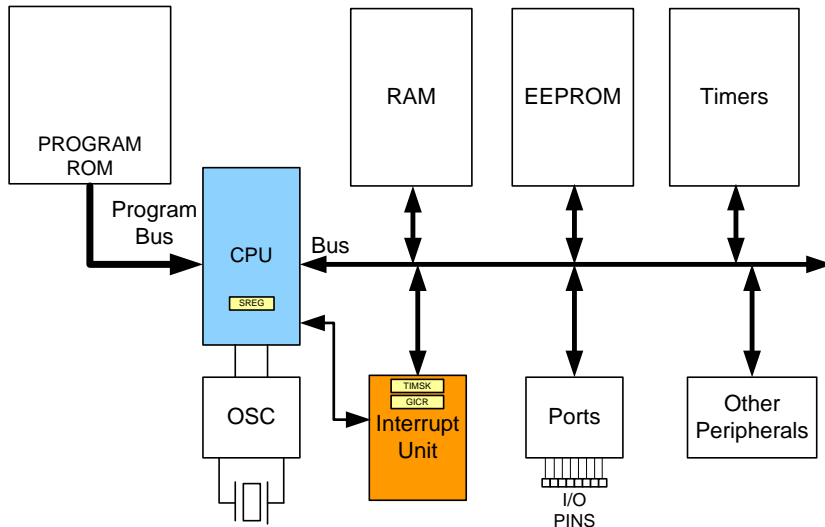 PROGRAM
ROM
RAM
EEPROM
Timers
Program
Bus
CPU
SREG
Bus
OSC
TIMSK
GICR
Interrupt
Unit
Ports
I/O
PINS
Other
Peripherals